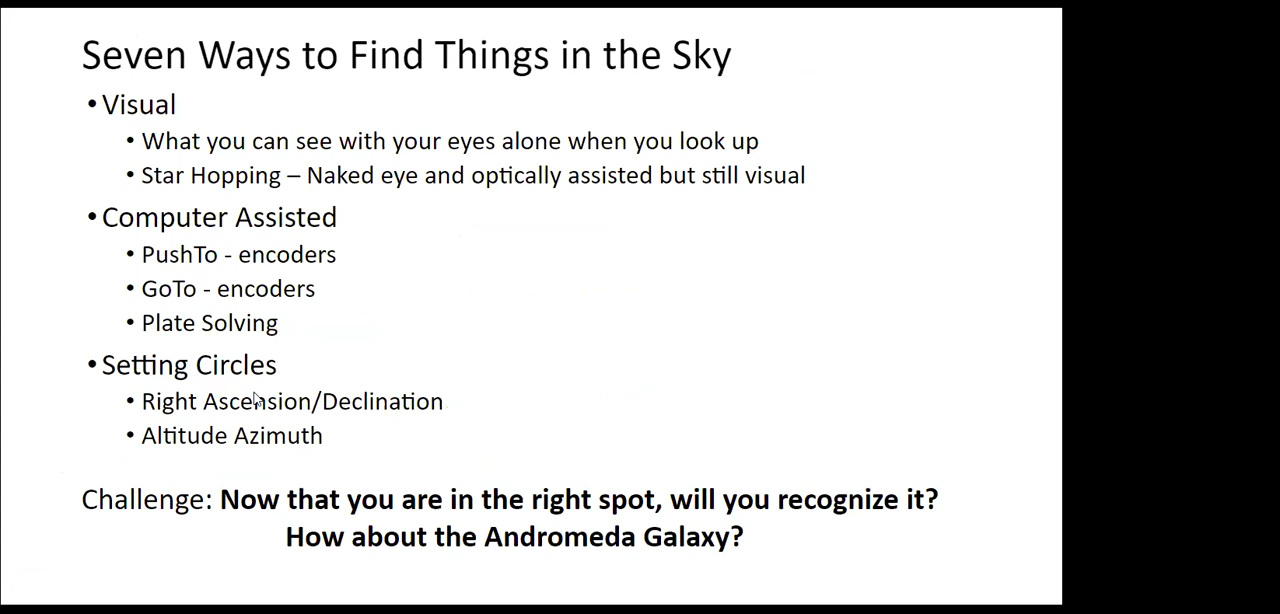 Seven Ways to Find Things in the Sky
• Visual
• What you can see with your eyes alone when you look up
• Star Hopping – Naked eye and optically assisted but still visual
• Computer Assisted
• PushTo - encoders
• GoTo - encoders
• Plate Solving
• Setting Circles
• Right Ascension/Declination
• Altitude Azimuth
Challenge: Now that you are in the right spot, will you recognize it?
How about the Andromeda Galaxy?